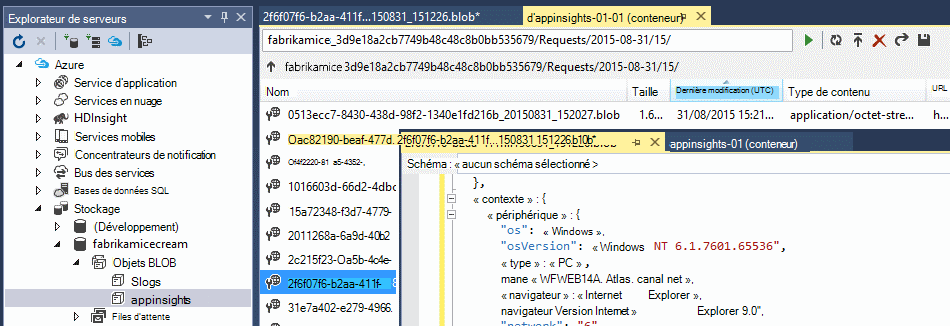 Explorateur de serveurs
Azure
Service d'application
Services en nuage
HDInsight
Services mobiles
Concentrateurs de notification
Bus des services
Bases de données SQL
Stockage
(Développement)
fabrikamicecream
Objets BLOB
Slogs
appinsights
Files d'attente
2f6f07f6-b2aa-411f...150831_151226.blob*
d'appinsights-01-01 (conteneur)
fabrikamice_3d9e18a2cb7749b48c48c8b0bb535679/Requests/2015-08-31/15/
fabrikamice3d9e18a2cb7749b48c48c8b0bb535679/Requests/2015-08-31/15/
Nom Taille Dernière modification (UTC) Type de contenu URL
0513ecc7-8430-438d-98f2-1340e1fd216b_20150831_152027.blob 1.6... 31/08/2015 15:21... application/octet-stre... h...
Oac82190-beaf-477d.
2f6f07f6-b2aa-411f...150831151226b10b*
appinsights-01 (conteneur)
Of4f2220-81 a5-4352-,
1016603d-66d2-4dbc
15a72348-f3d7-4779-
2011268a-6a9d-40b2
2c215f23-Oa5b-4c4e-
2f6f07f6-b2aa-411f-
31e7a402-e279-4966.
Schéma : « aucun schéma sélectionné >
},
« contexte » : {
« périphérique » : {
"os": « Windows »,
"osVersion": « Windows NT 6.1.7601.65536",
« type » : « PC » ,
mane « WFWEB14A. Atlas. canal net »,
« navigateur » : « Internet Explorer »,
navigateur Version Internet» Explorer 9.0",
"network": "6"